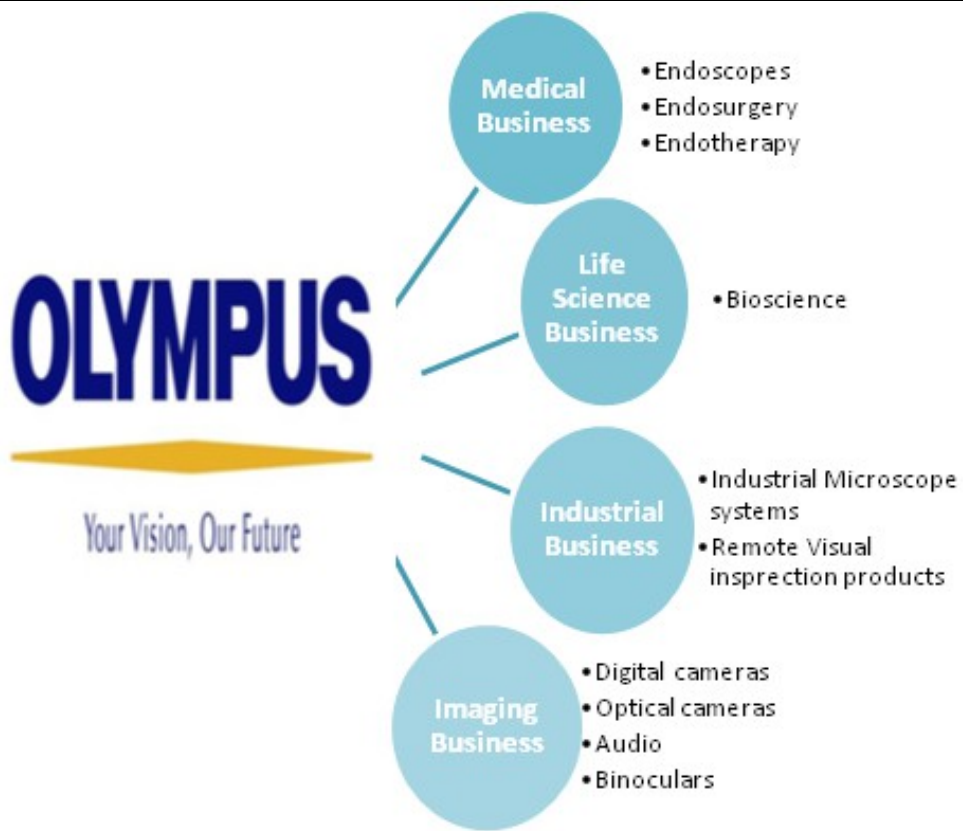 OLYMPUS
Your Vision, Our Future
Medical
Business
•Endoscopes
•Endosurgery
•Endotherapy
Life
Science
Business
•Bioscience
Industrial
Business
•Industrial Microscope
systems
•Remote Visual
insprection products
Imaging
Business
•Digital cameras
•Optical cameras
•Audio
•Binoculars